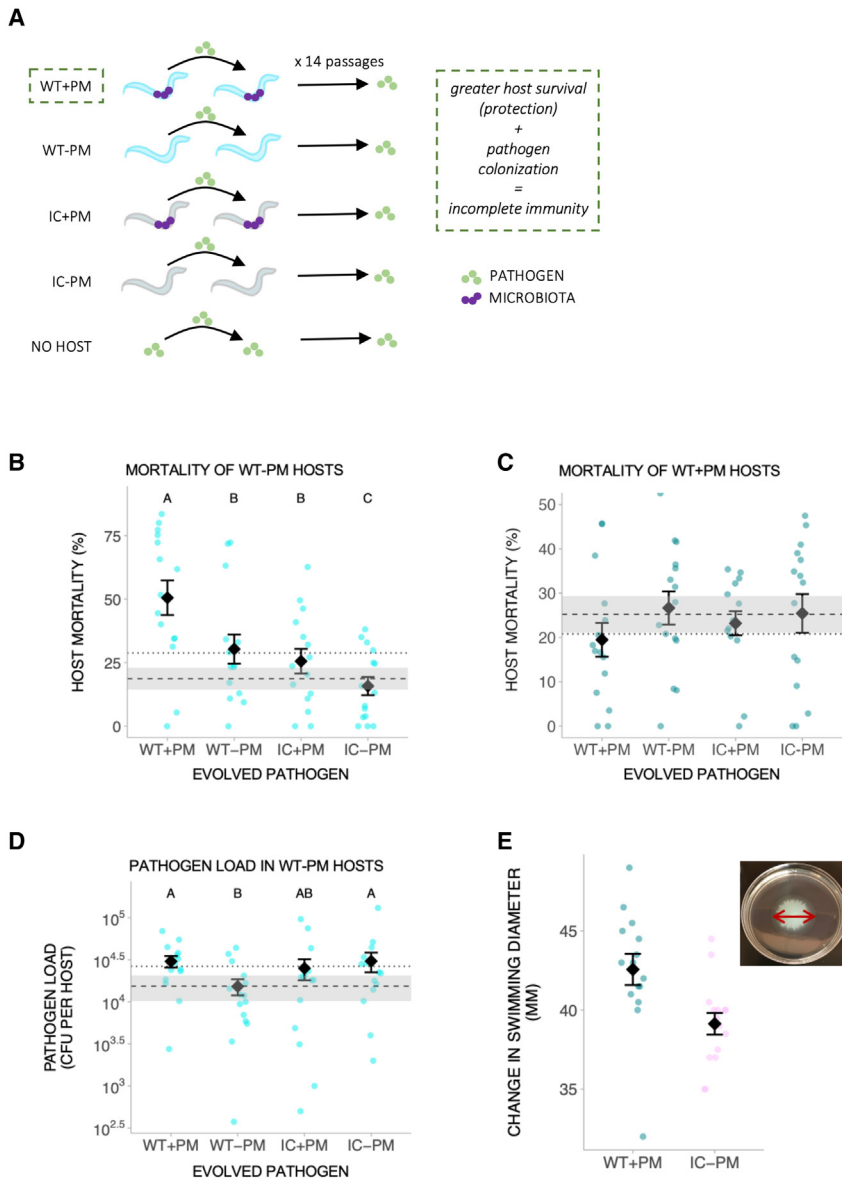 A
WT+PM
x 14 passages
WT-PM
IC+PM
IC-PM
NO HOST
greater host survival
(protection)
+
pathogen
colonization
=
incomplete immunity
PATHOGEN
MICROBIOTA
B
MORTALITY OF WT-PM HOSTS
A B B C
HOST MORTALITY (%)
75
50
25
0
WT+PM WT−PM IC+PM IC−PM
EVOLVED PATHOGEN
C
MORTALITY OF WT+PM HOSTS
HOST MORTALITY (%)
50
40
30
20
10
0
WT+PM WT-PM IC+PM IC-PM
EVOLVED PATHOGEN
D
PATHOGEN LOAD IN WT-PM HOSTS
A B AB A
PATHOGEN LOAD
(CFU PER HOST)
10^5
10^4.5
10^4
10^3.5
10^3
10^2.5
WT+PM WT−PM IC+PM IC−PM
EVOLVED PATHOGEN
E
CHANGE IN SWIMMING DIAMETER
(MM)
45
40
35
WT+PM IC−PM